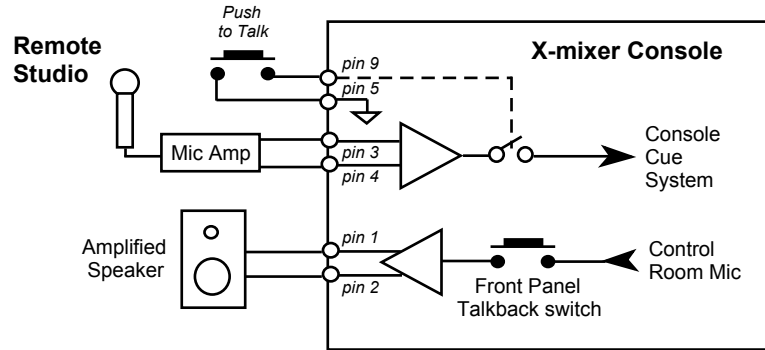 Push
to Talk
Remote
Studio
X-mixer Console
pin 9
pin 5
Mic Amp
pin 3
pin 4
Console
Cue
System
Amplified
Speaker
pin 1
pin 2
Front Panel
Talkback switch
Control
Room Mic